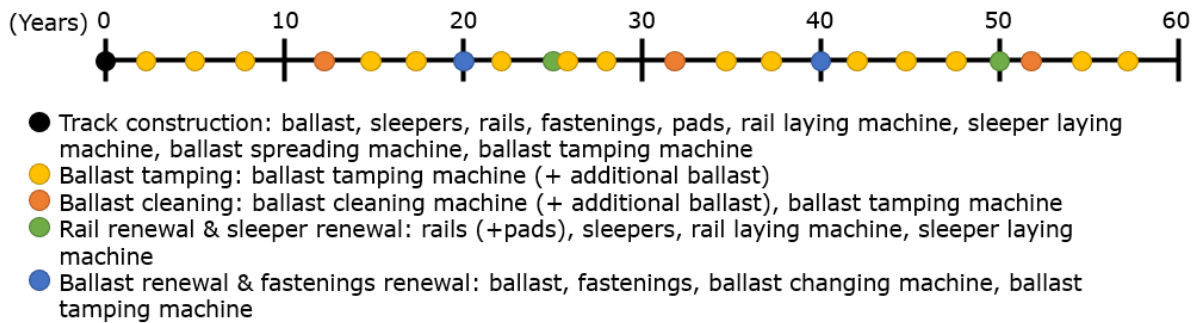 (Years) 0 10 20 30 40 50 60
Track construction: ballast, sleepers, rails, fastenings, pads, rail laying machine, sleeper laying
machine, ballast spreading machine, ballast tamping machine
Ballast tamping: ballast tamping machine (+ additional ballast)
Ballast cleaning: ballast cleaning machine (+ additional ballast), ballast tamping machine
Rail renewal & sleeper renewal: rails (+pads), sleepers, rail laying machine, sleeper laying
machine
Ballast renewal & fastenings renewal: ballast, fastenings, ballast changing machine, ballast
tamping machine